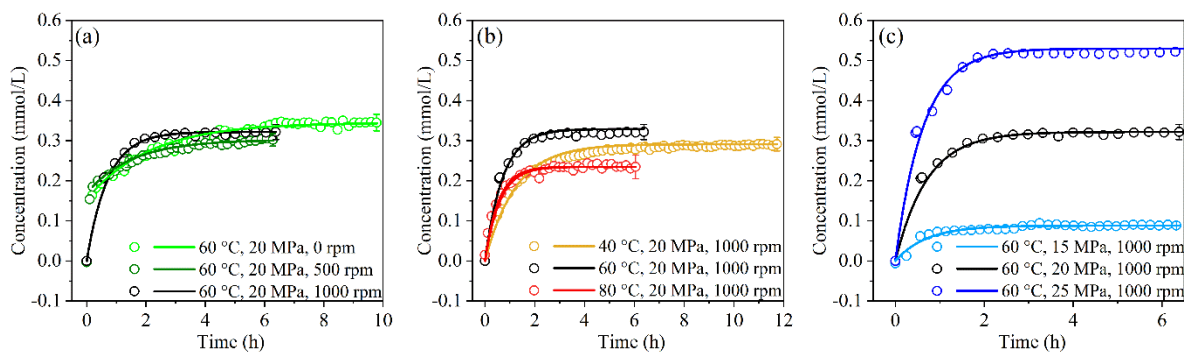 (a)
0.6
0.5
0.4
0.3
0.2
0.1
0.0
-0.1
Concentration (mmol/L)
60 °C, 20 MPa, 0 rpm
60 °C, 20 MPa, 500 rpm
60 °C, 20 MPa, 1000 rpm
0 2 4 6 8 10
Time (h)
(b)
0.6
0.5
0.4
0.3
0.2
0.1
0.0
-0.1
Concentration (mmol/L)
40 °C, 20 MPa, 1000 rpm
60 °C, 20 MPa, 1000 rpm
80 °C, 20 MPa, 1000 rpm
0 2 4 6 8 10 12
Time (h)
(c)
0.6
0.5
0.4
0.3
0.2
0.1
0.0
-0.1
Concentration (mmol/L)
60 °C, 15 MPa, 1000 rpm
60 °C, 20 MPa, 1000 rpm
60 °C, 25 MPa, 1000 rpm
0 2 4 6
Time (h)